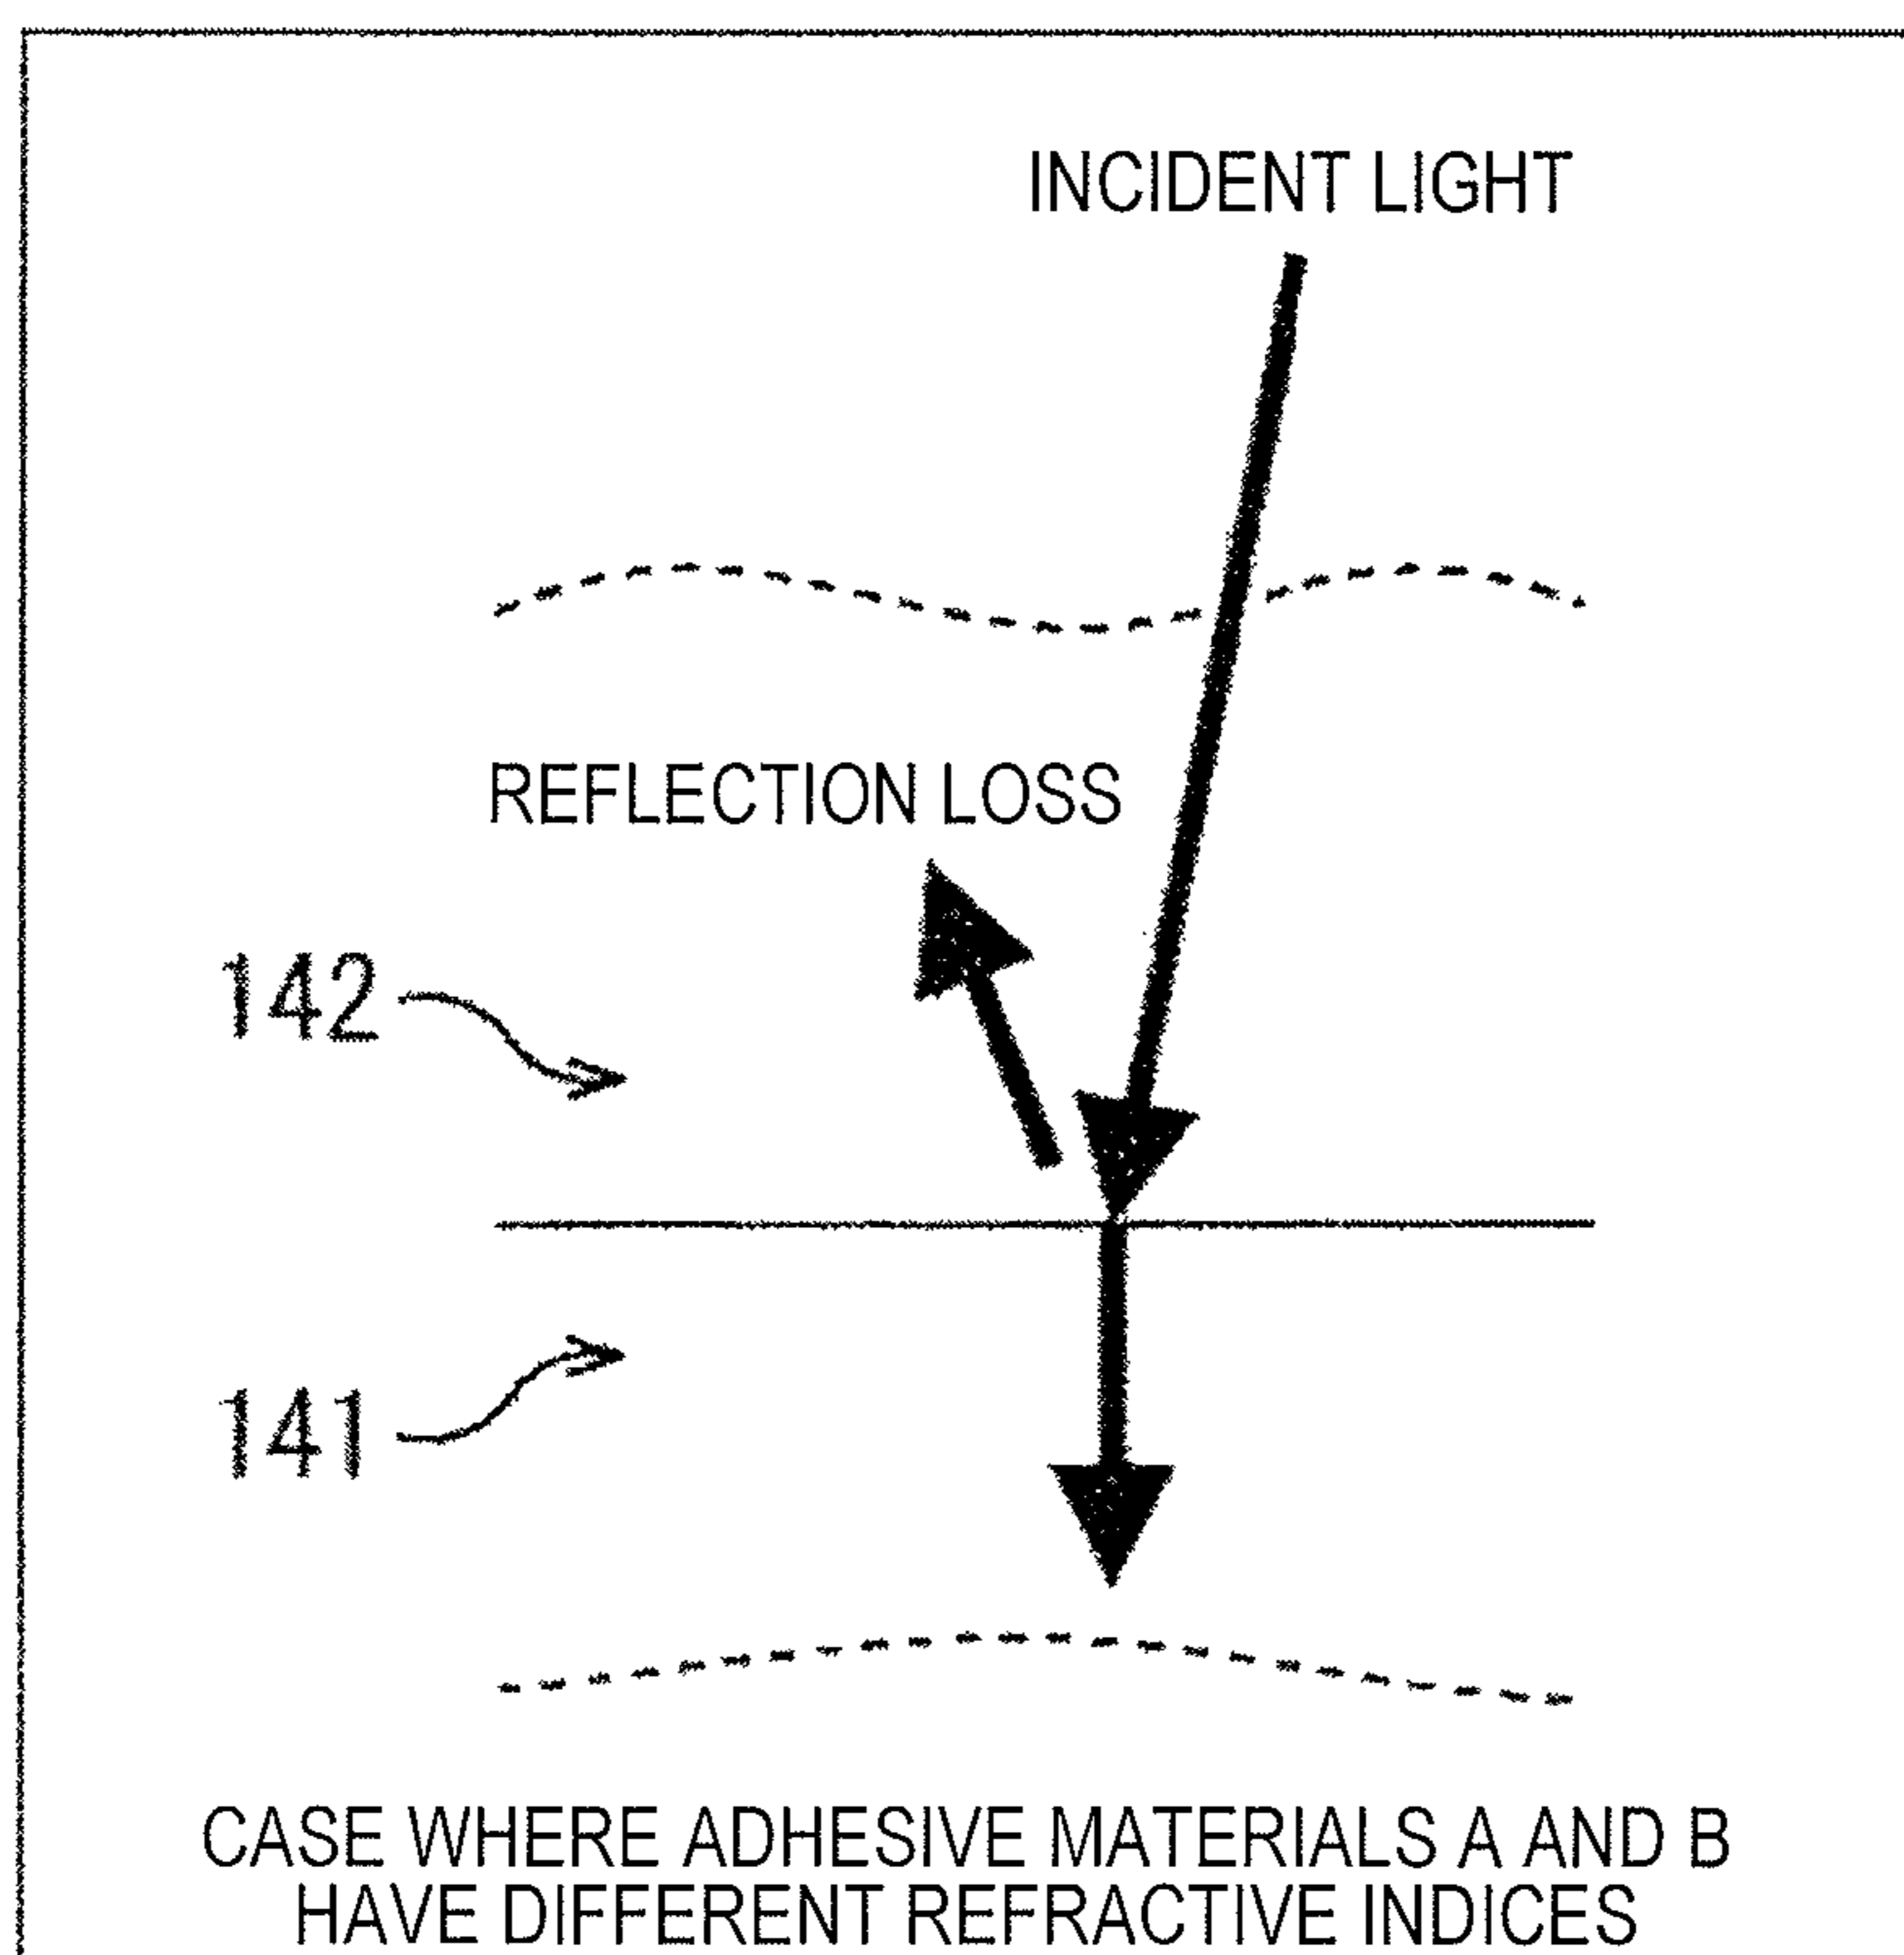 INCIDENT LIGHT
REFLECTION LOSS
142
141
CASE WHERE ADHESIVE MATERIALS A AND B
HAVE DIFFERENT REFRACTIVE INDICES